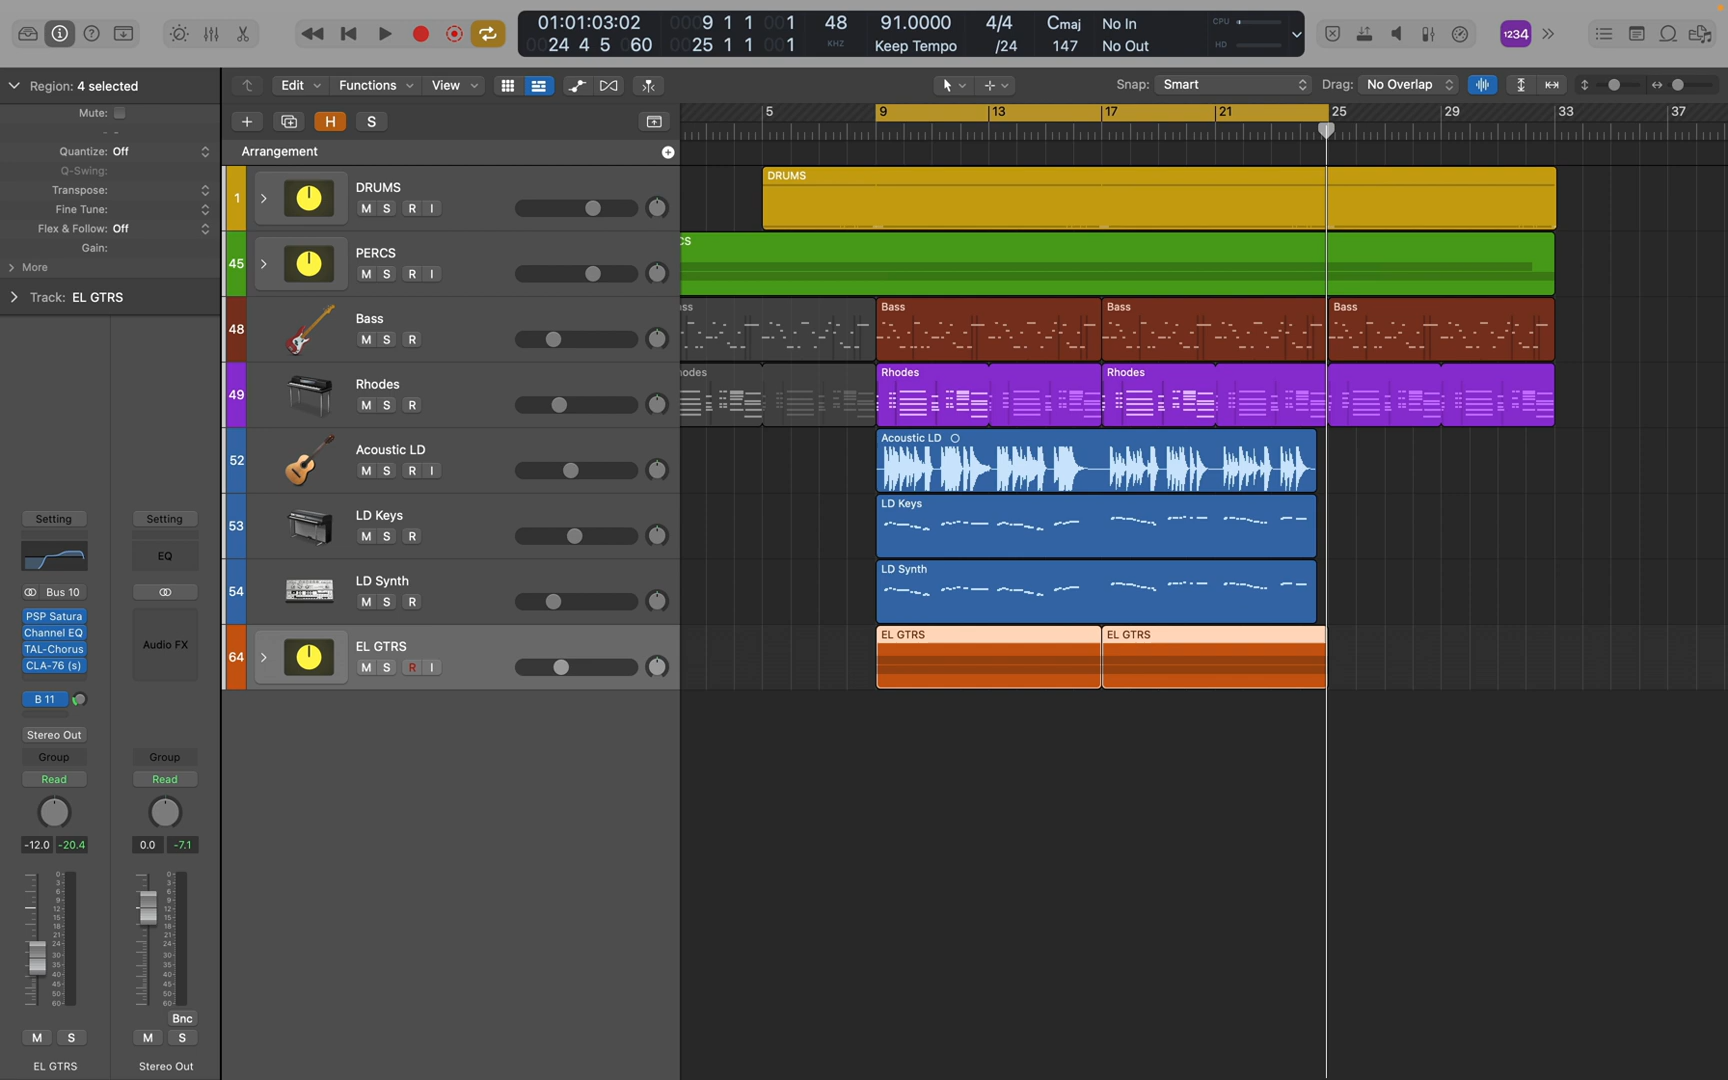 01:01:03:02
24 4 5 060
0009 1 1 001
0025 1 1 001
48
KHZ
91.0000
Keep Tempo
4/4
/24
Cmaj
147
No In
No Out
CPU
HD
1234
Region: 4 selected
Edit
Functions
View
Snap: Smart
Drag: No Overlap
Mute:
Quantize: Off
Q-Swing:
Transpose:
Fine Tune:
Flex & Follow: Off
Gain:
More
Track: EL GTRS
H
S
Arrangement
5
9
13
17
21
25
29
33
37
1
DRUMS
M S R I
DRUMS
45
PERCS
M S R I
CS
48
Bass
M S R
ass
Bass
Bass
Bass
49
Rhodes
M S R
hodes
Rhodes
Rhodes
52
Acoustic LD
M S R I
Acoustic LD
53
LD Keys
M S R
LD Keys
54
LD Synth
M S R
LD Synth
64
EL GTRS
M S R I
EL GTRS
EL GTRS
Setting
Setting
EQ
Bus 10
PSP Satura
Channel EQ
TAL-Chorus
CLA-76 (s)
Audio FX
B 11
Stereo Out
Group
Group
Read
Read
-12.0 -20.4
0.0 -7.1
Bnc
M S
M S
EL GTRS
Stereo Out